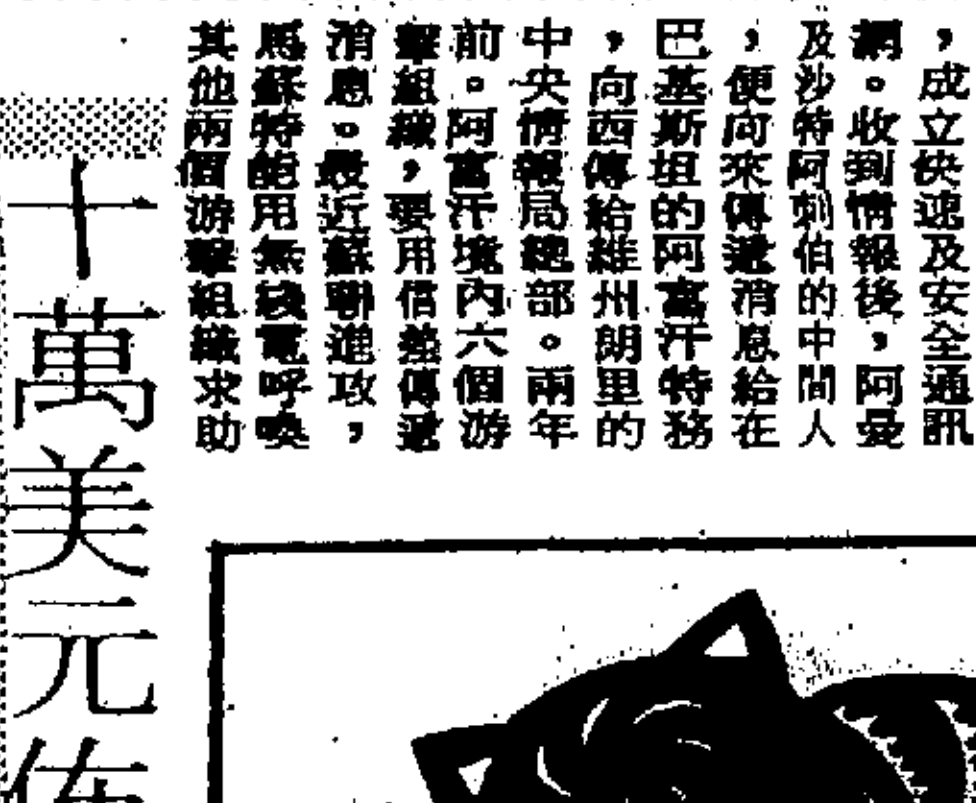 ，成立快速及安全通訊
網。收到情報後，阿曼
及沙特阿刺伯的中間人
，便向來傳遞消息給在
巴基斯坦的阿富汗特務
，向西傳給維州朗里的
中央情報局總部。兩年
前。阿富汗境內六個游
擊組織，要用信熱傳遞
消息。最近蘇聯進攻，
馬蘇特能用無綫電呼喚
其他兩個游擊組織求助
十萬美元